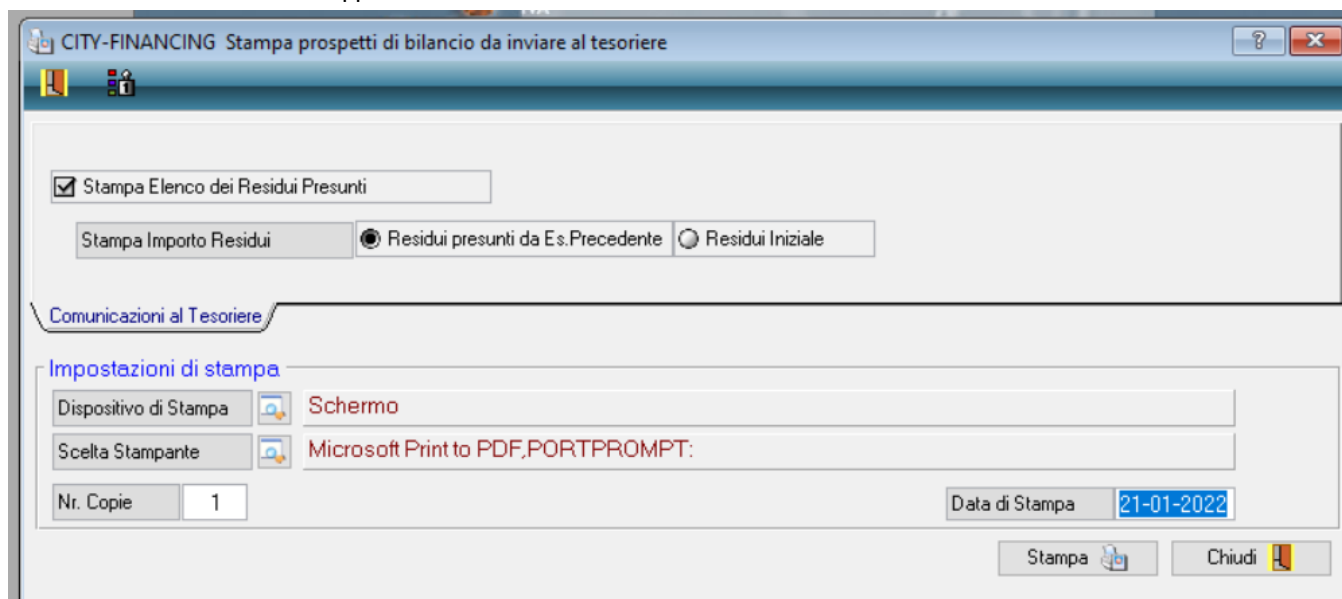 CITY-FINANCING Stampa prospetti di bilancio da inviare al tesoriere
Stampa Elenco dei Residui Presunti
Stampa Importo Residui Residui presunti da Es.Precedente Residui Iniziale
Comunicazioni al Tesoriere
Impostazioni di stampa
Dispositivo di Stampa Schermo
Scelta Stampante Microsoft Print to PDF,PORTPROMPT:
Nr. Copie 1 Data di Stampa 21-01-2022
Stampa Chiudi